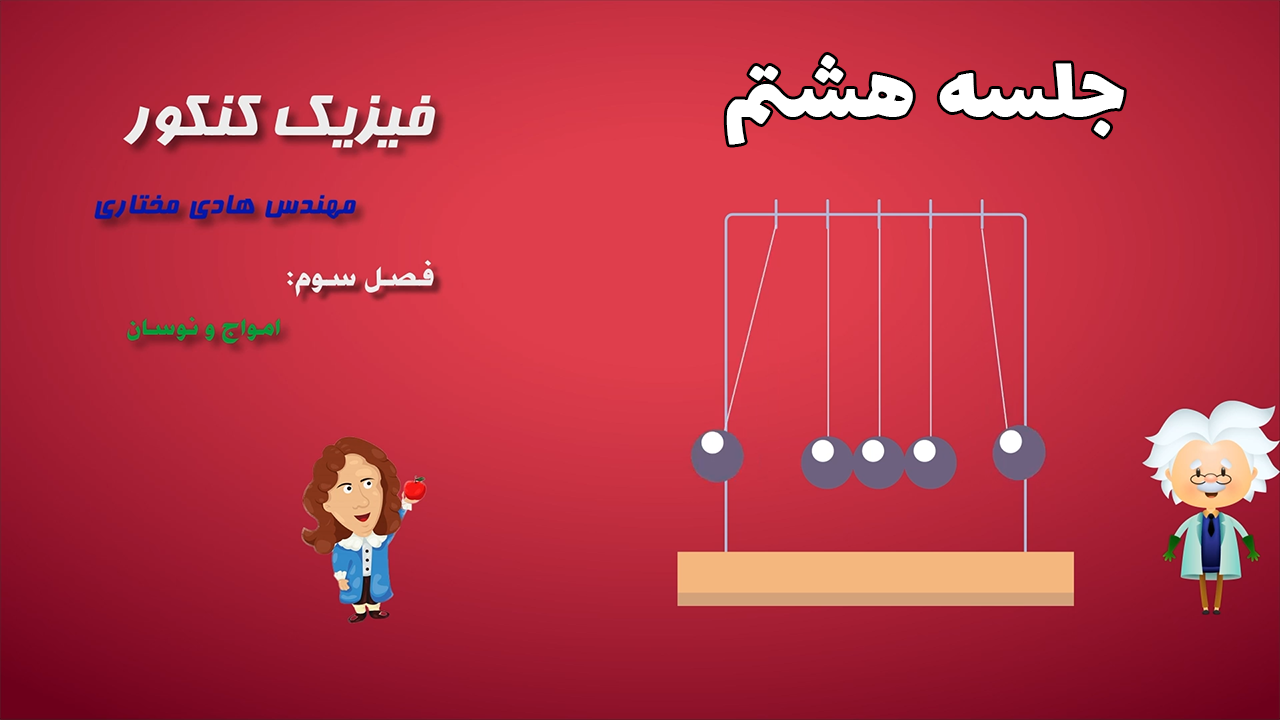 جلسه هشتم
فیزیک کنکور
مهندس هادی مختاری
فصل سوم:
امواج و نوسان